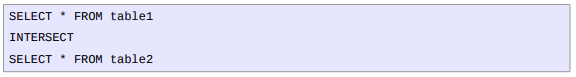 SELECT * FROM table1
INTERSECT
SELECT * FROM table2